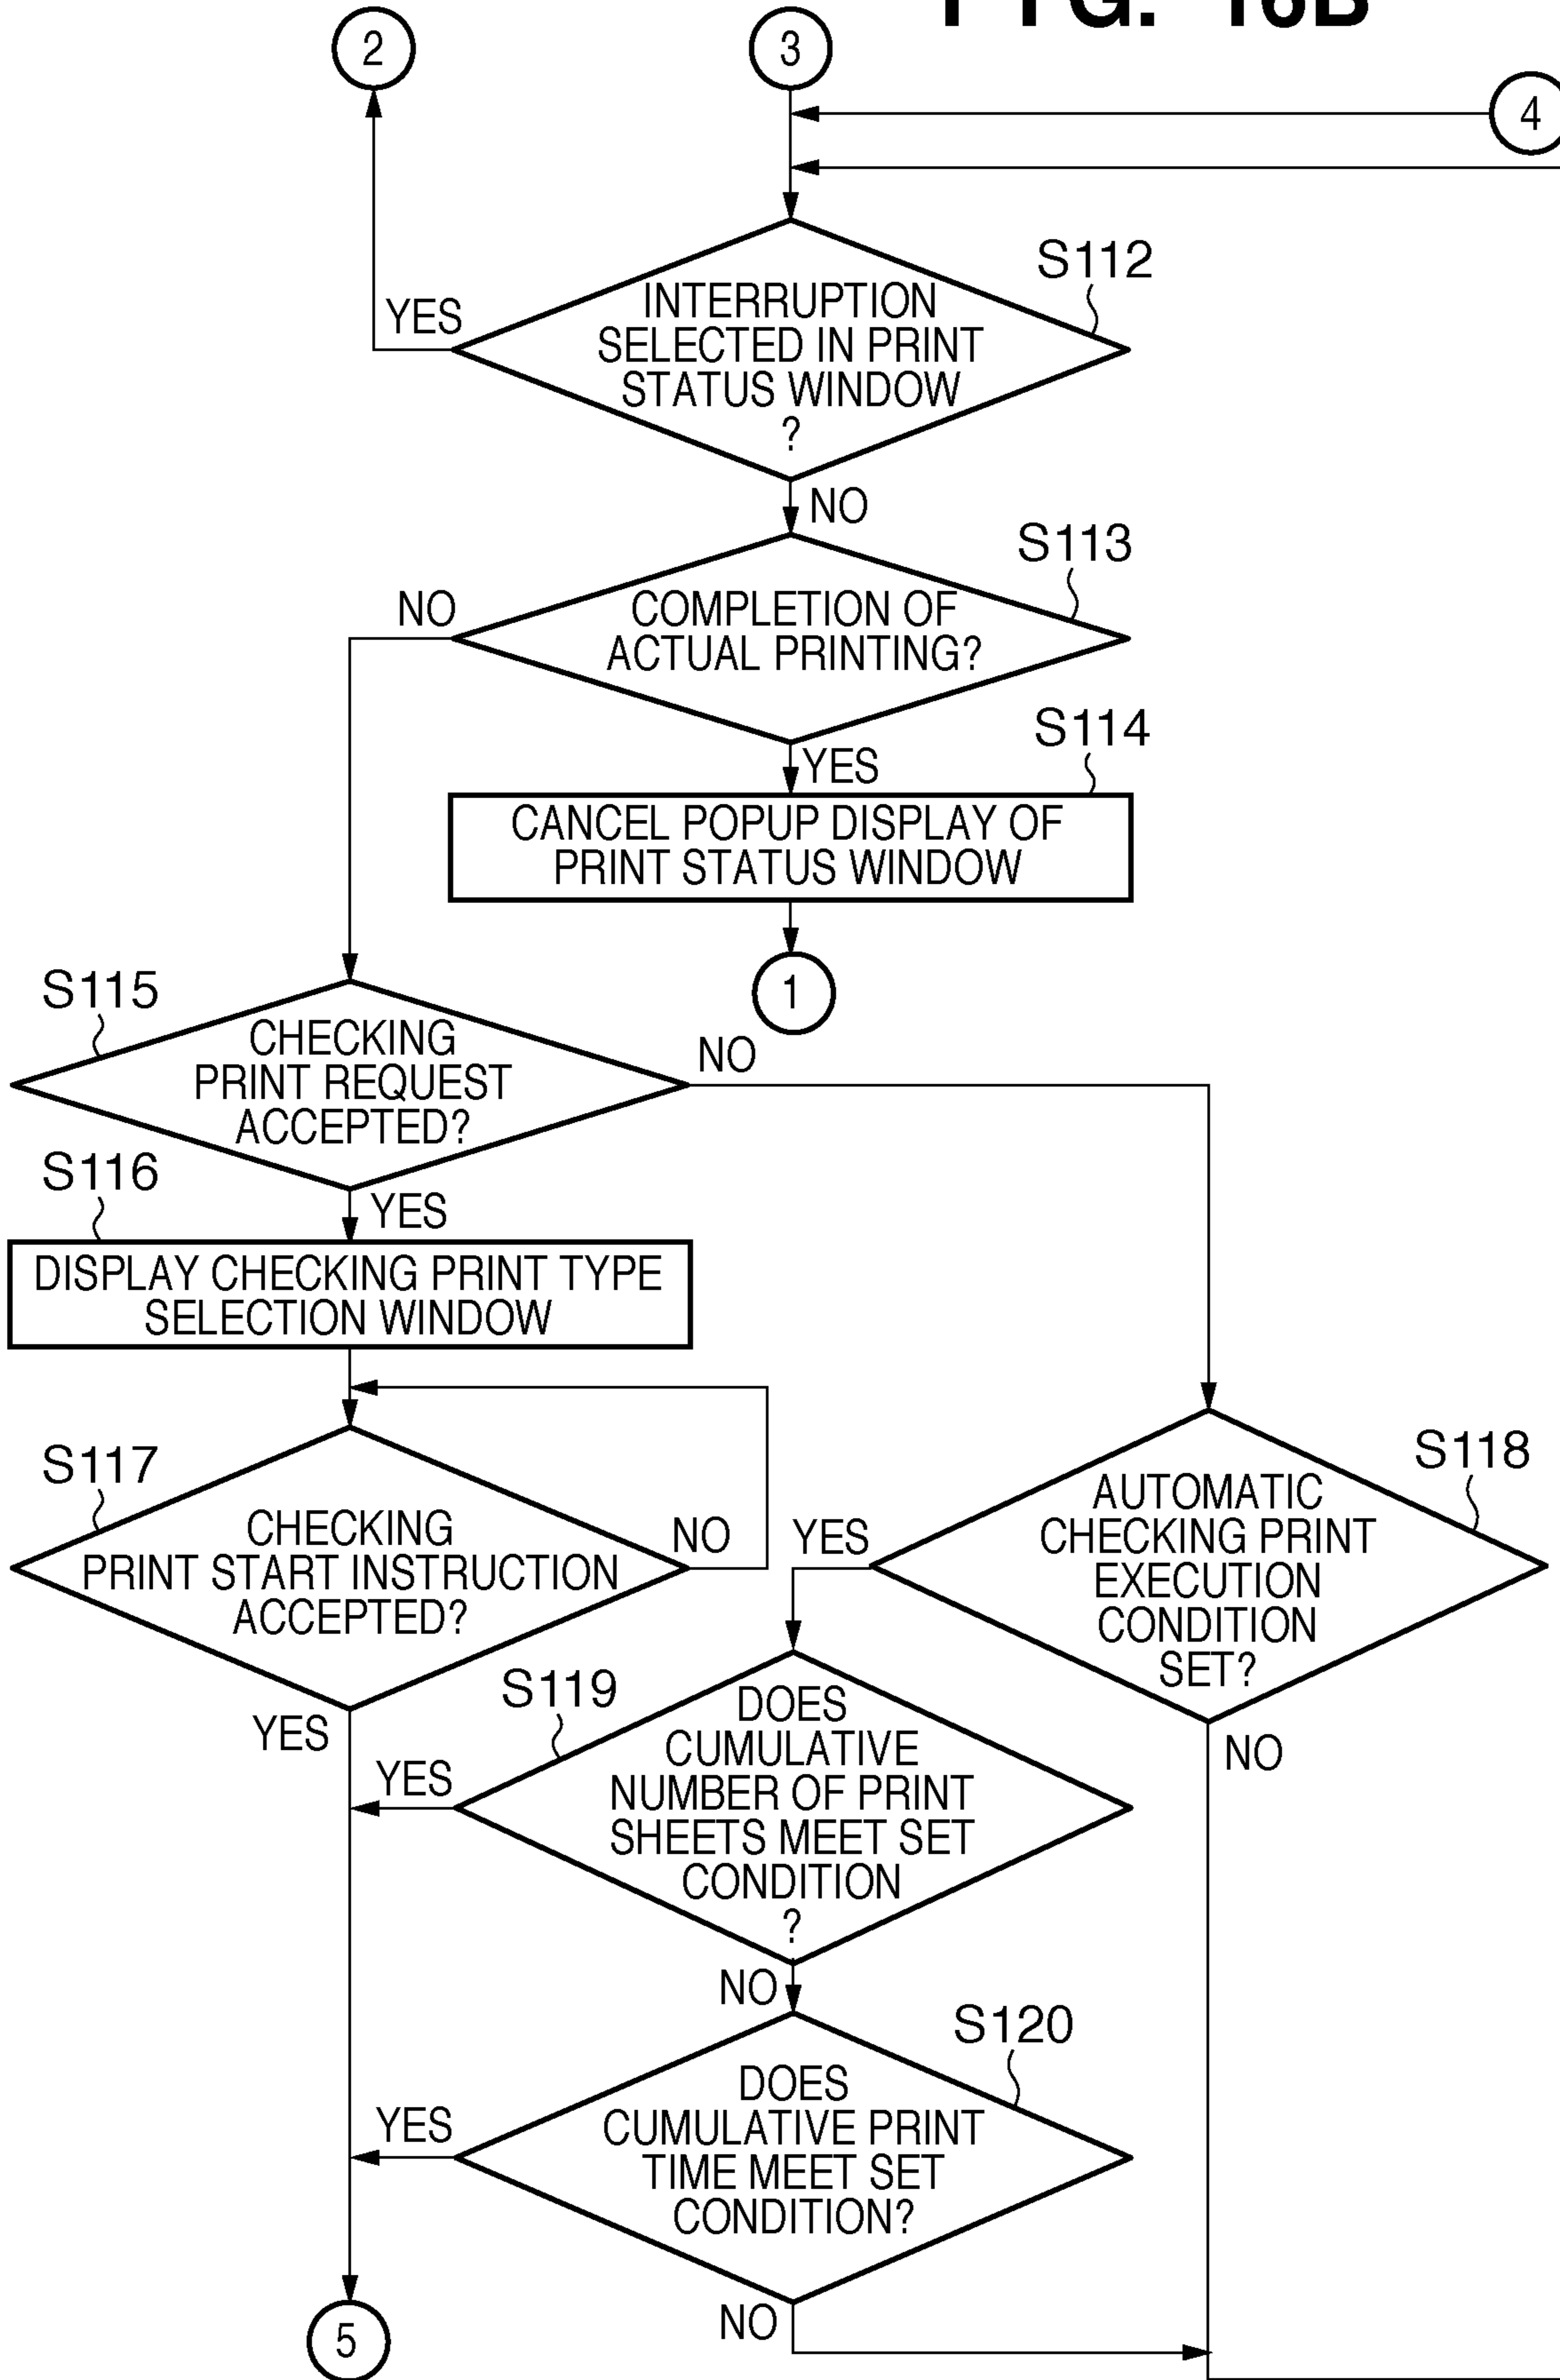 FIG. 16B
2
3
4
S112
INTERRUPTION
SELECTED IN PRINT
STATUS WINDOW
?
YES
NO
S113
COMPLETION OF
ACTUAL PRINTING?
NO
YES
S114
CANCEL POPUP DISPLAY OF
PRINT STATUS WINDOW
1
S115
CHECKING
PRINT REQUEST
ACCEPTED?
NO
YES
S116
DISPLAY CHECKING PRINT TYPE
SELECTION WINDOW
S117
CHECKING
PRINT START INSTRUCTION
ACCEPTED?
NO
YES
S118
AUTOMATIC
CHECKING PRINT
EXECUTION
CONDITION
SET?
YES
NO
S119
DOES
CUMULATIVE
NUMBER OF PRINT
SHEETS MEET SET
CONDITION
?
YES
NO
S120
DOES
CUMULATIVE PRINT
TIME MEET SET
CONDITION?
YES
NO
5